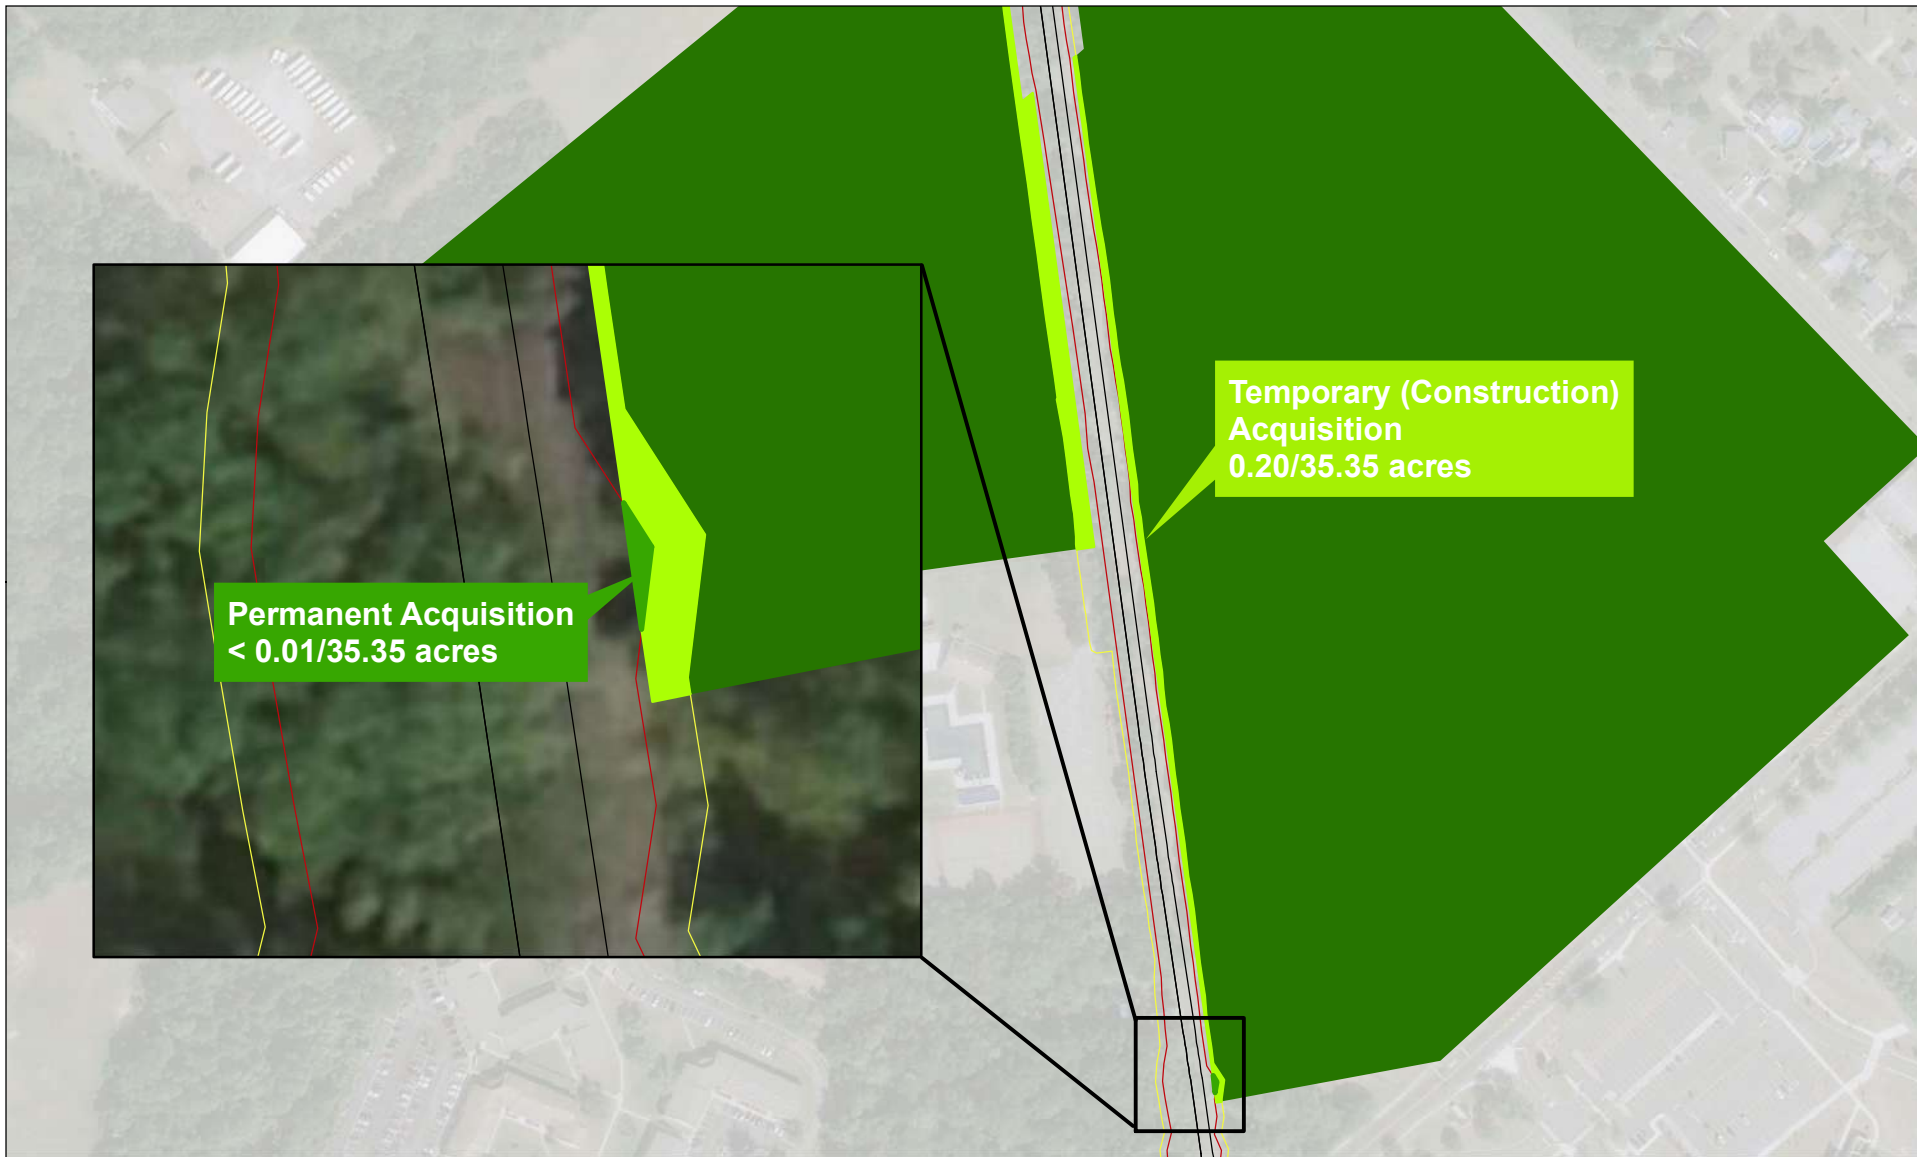 Temporary (Construction)
Acquisition
0.20/35.35 acres
Permanent Acquisition
< 0.01/35.35 acres